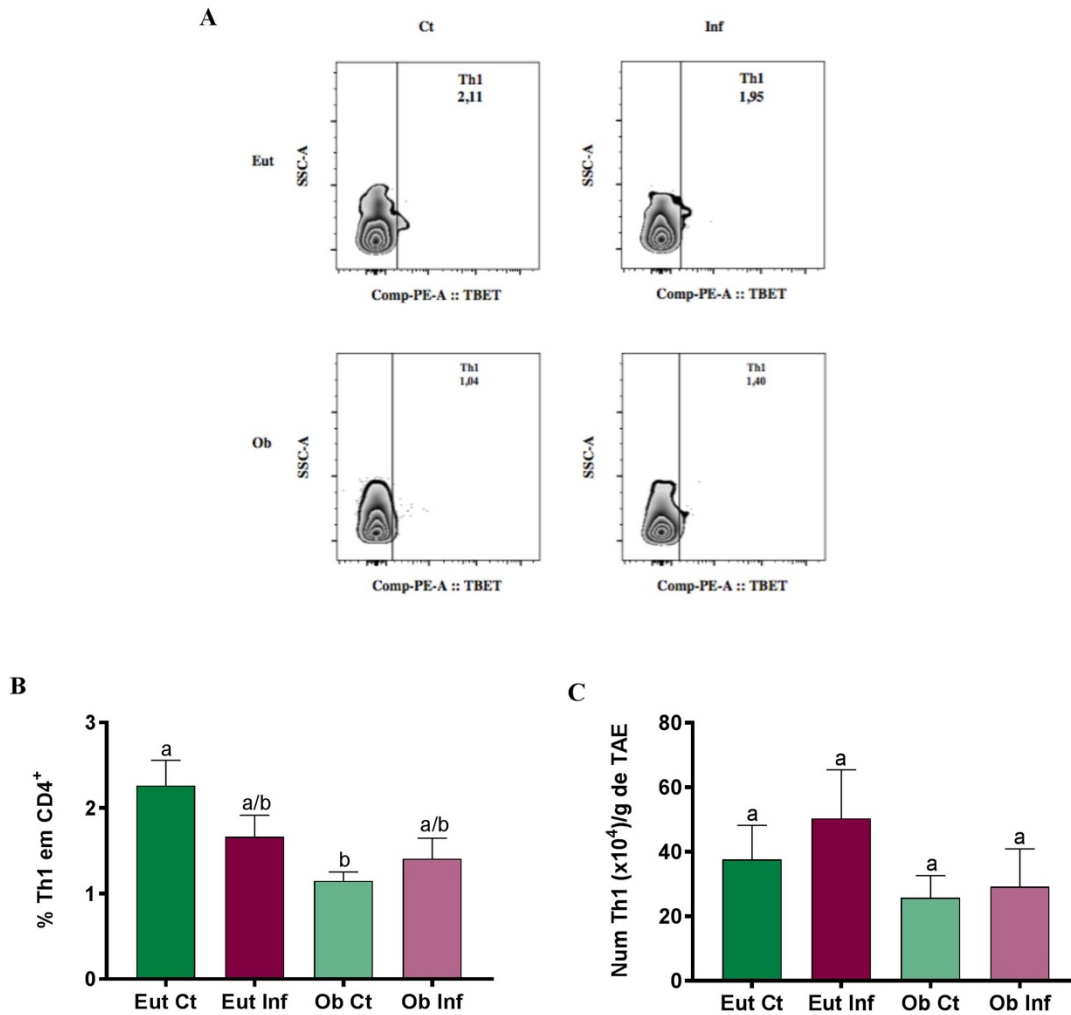 A
Ct
Inf
Th1
2,11
Th1
1,95
Eut
SSC-A
SSC-A
Comp-PE-A :: TBET
Comp-PE-A :: TBET
Th1
1,04
Th1
1,40
Ob
SSC-A
SSC-A
Comp-PE-A :: TBET
Comp-PE-A :: TBET
B
% Th1 em CD4⁺
3
2
1
0
a
a/b
b
a/b
Eut Ct
Eut Inf
Ob Ct
Ob Inf
C
Num Th1 (x10⁴)/g de TAE
80
60
40
20
0
a
a
a
a
Eut Ct
Eut Inf
Ob Ct
Ob Inf